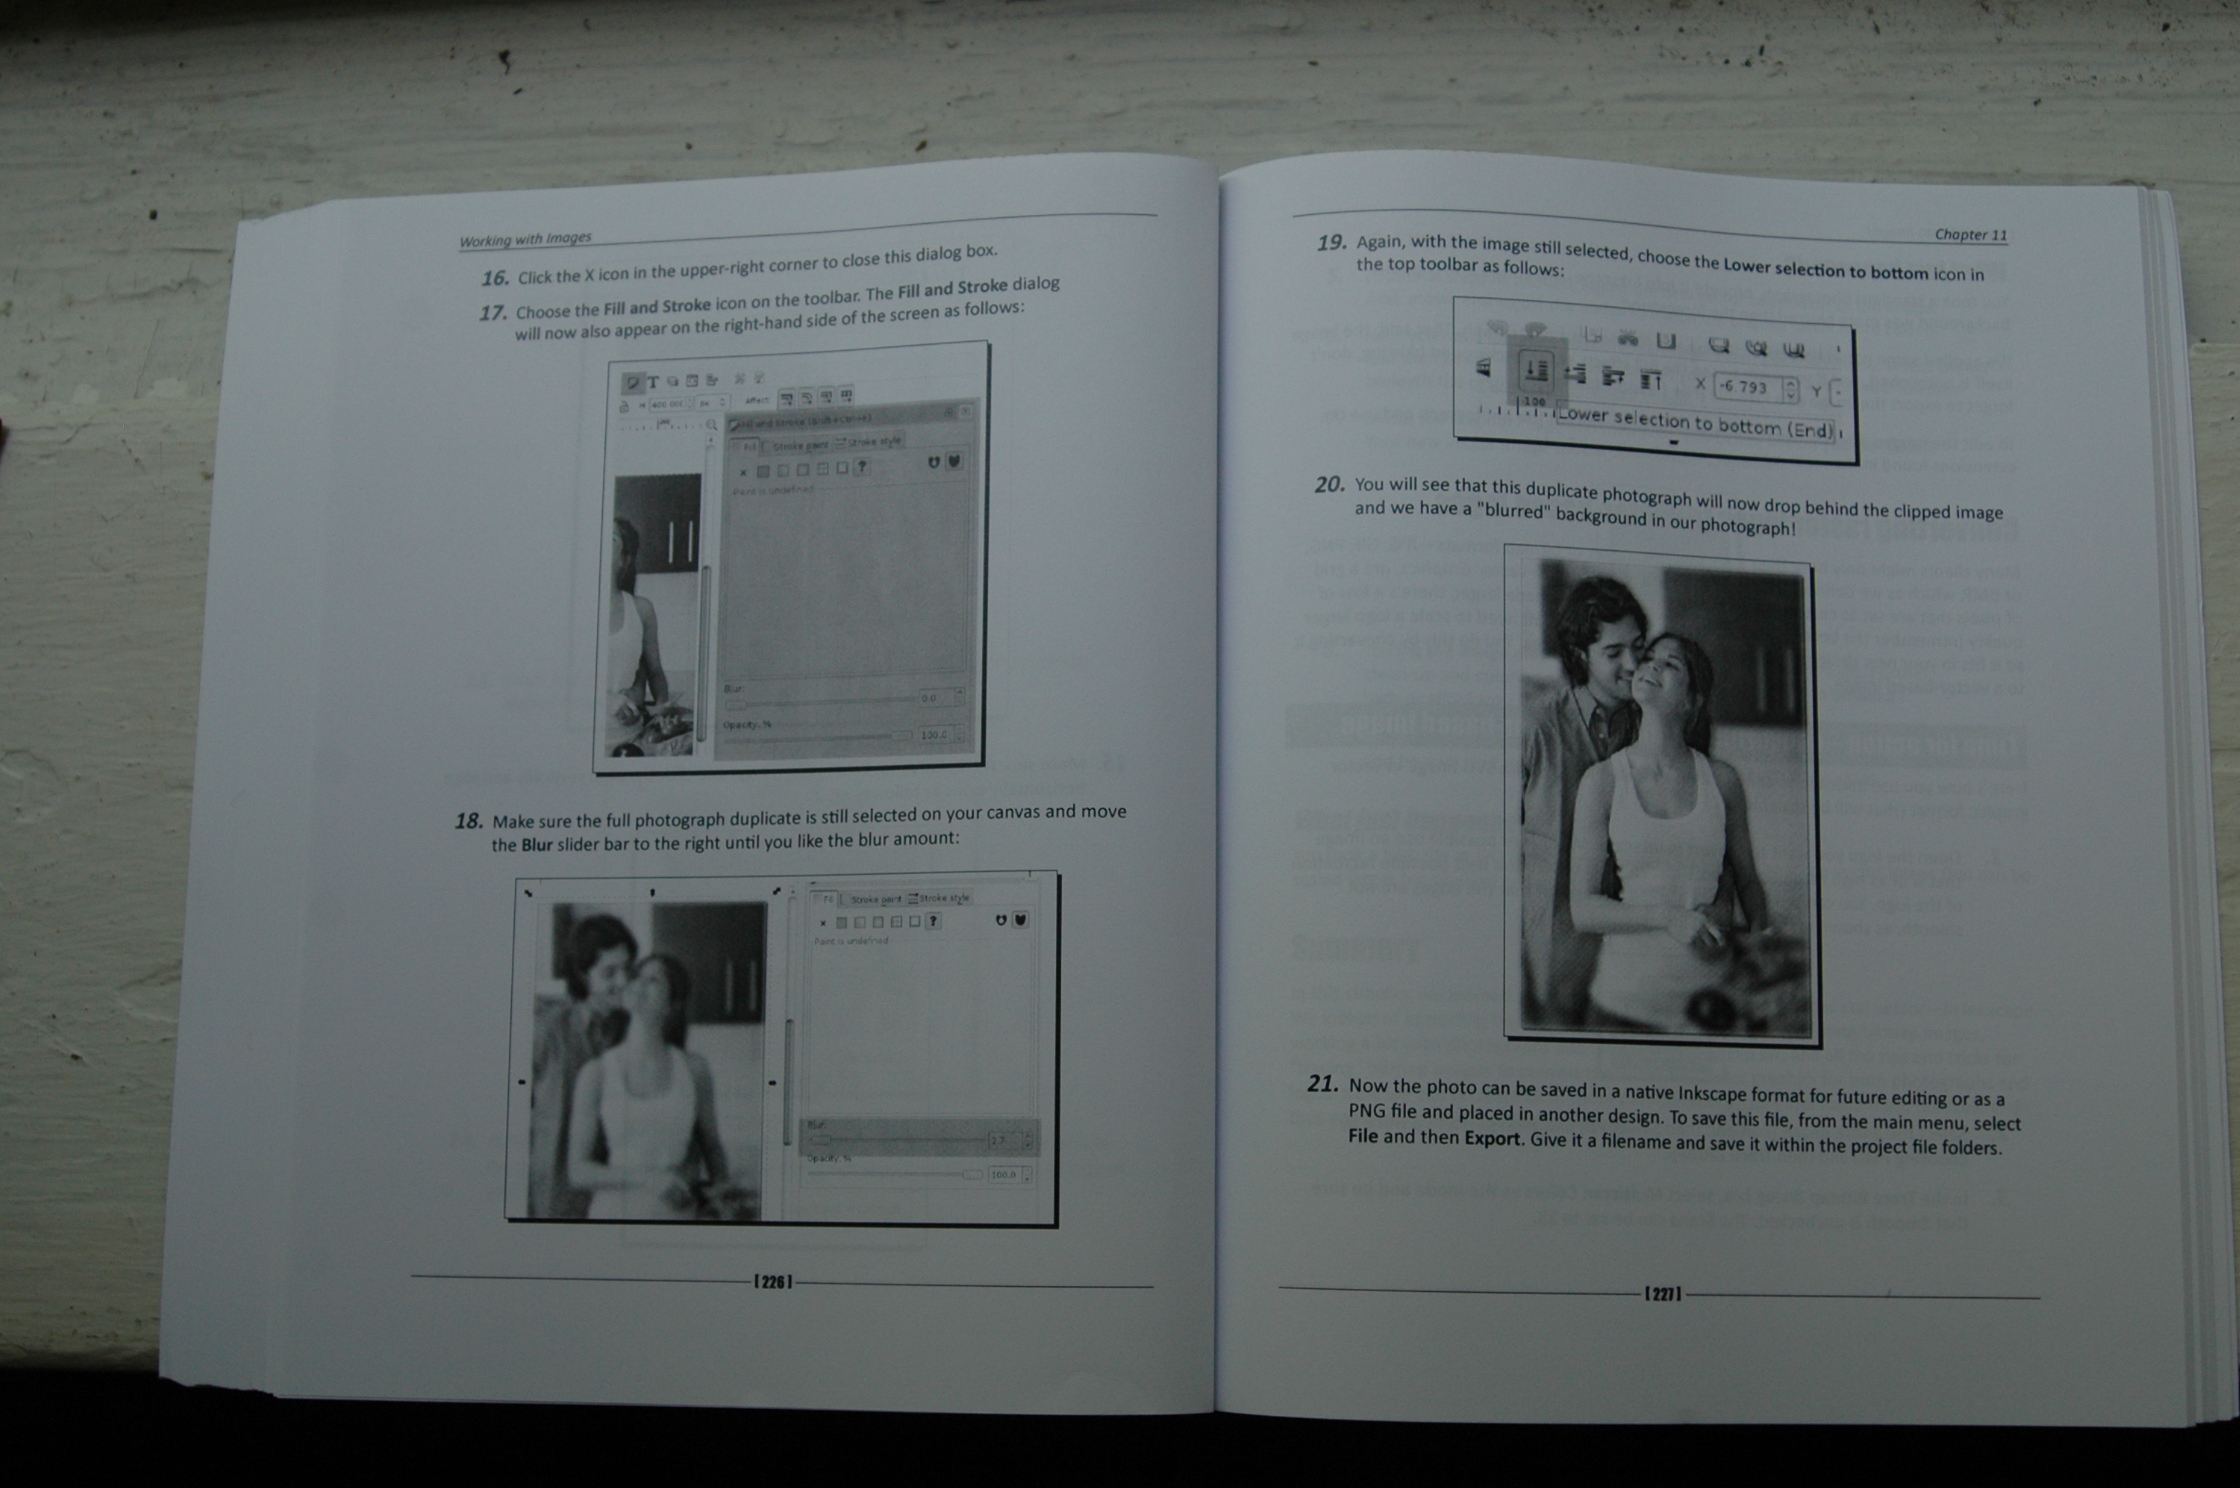 Working with Images
16. Click the X icon in the upper-right corner to close this dialog box.
17. Choose the Fill and Stroke icon on the toolbar. The Fill and Stroke dialog
will now also appear on the right-hand side of the screen as follows:
Fill and Stroke (Shift+Ctrl+F)
Fill Stroke paint Stroke style
Paint is undefined
Blur:
0.0
Opacity, %
100.0
18. Make sure the full photograph duplicate is still selected on your canvas and move
the Blur slider bar to the right until you like the blur amount:
Fill Stroke paint Stroke style
Paint is undefined
Blur:
Opacity, %
100.0
[ 226 ]
Chapter 11
19. Again, with the image still selected, choose the Lower selection to bottom icon in
the top toolbar as follows:
X -6.793 Y
100
Lower selection to bottom (End)
20. You will see that this duplicate photograph will now drop behind the clipped image
and we have a "blurred" background in our photograph!
21. Now the photo can be saved in a native Inkscape format for future editing or as a
PNG file and placed in another design. To save this file, from the main menu, select
File and then Export. Give it a filename and save it within the project file folders.
[ 227 ]